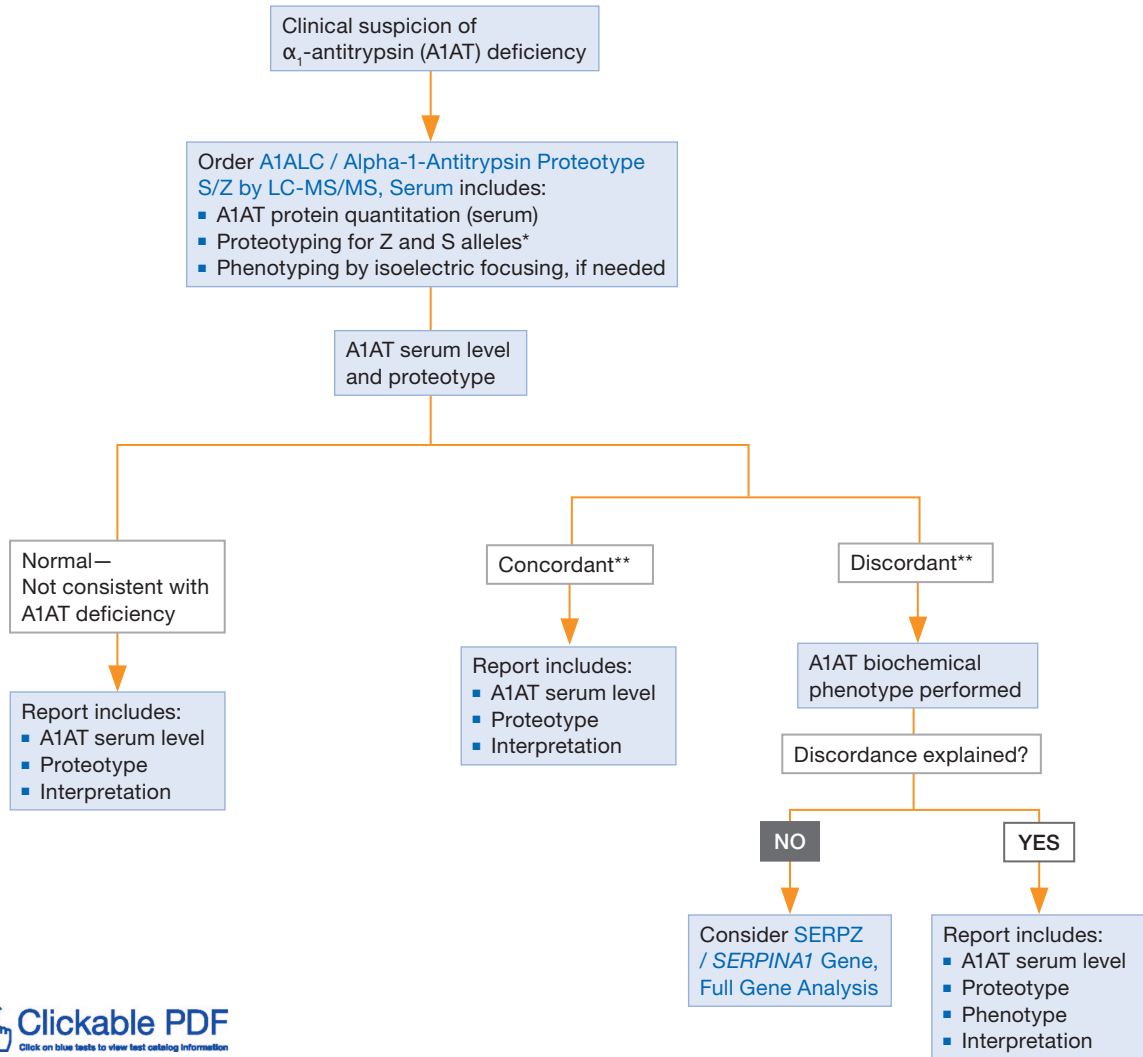 Clinical suspicion of
α₁-antitrypsin (A1AT) deficiency
Order A1ALC / Alpha-1-Antitrypsin Proteotype
S/Z by LC-MS/MS, Serum includes:
▪ A1AT protein quantitation (serum)
▪ Proteotyping for Z and S alleles*
▪ Phenotyping by isoelectric focusing, if needed
A1AT serum level
and proteotype
Normal—
Not consistent with
A1AT deficiency
Report includes:
▪ A1AT serum level
▪ Proteotype
▪ Interpretation
Concordant**
Report includes:
▪ A1AT serum level
▪ Proteotype
▪ Interpretation
Discordant**
A1AT biochemical
phenotype performed
Discordance explained?
NO
Consider SERPZ
/ SERPINA1 Gene,
Full Gene Analysis
YES
Report includes:
▪ A1AT serum level
▪ Proteotype
▪ Phenotype
▪ Interpretation
Clickable PDF
Click on blue tests to view test catalog information